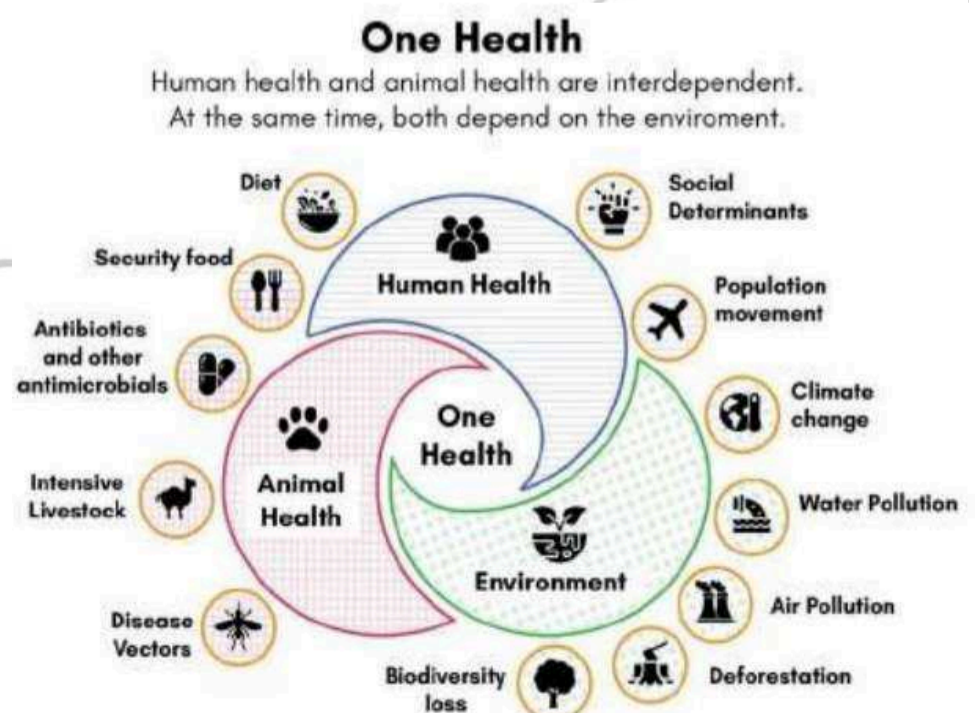 One Health
Human health and animal health are interdependent.
At the same time, both depend on the enviroment.
Diet
Social
Determinants
Security food
Population
movement
Antibiotics
and other
antimicrobials
Human Health
Climate
change
One
Health
Intensive
Livestock
Animal
Health
Water Pollution
Environment
Air Pollution
Disease
Vectors
Deforestation
Biodiversity
loss